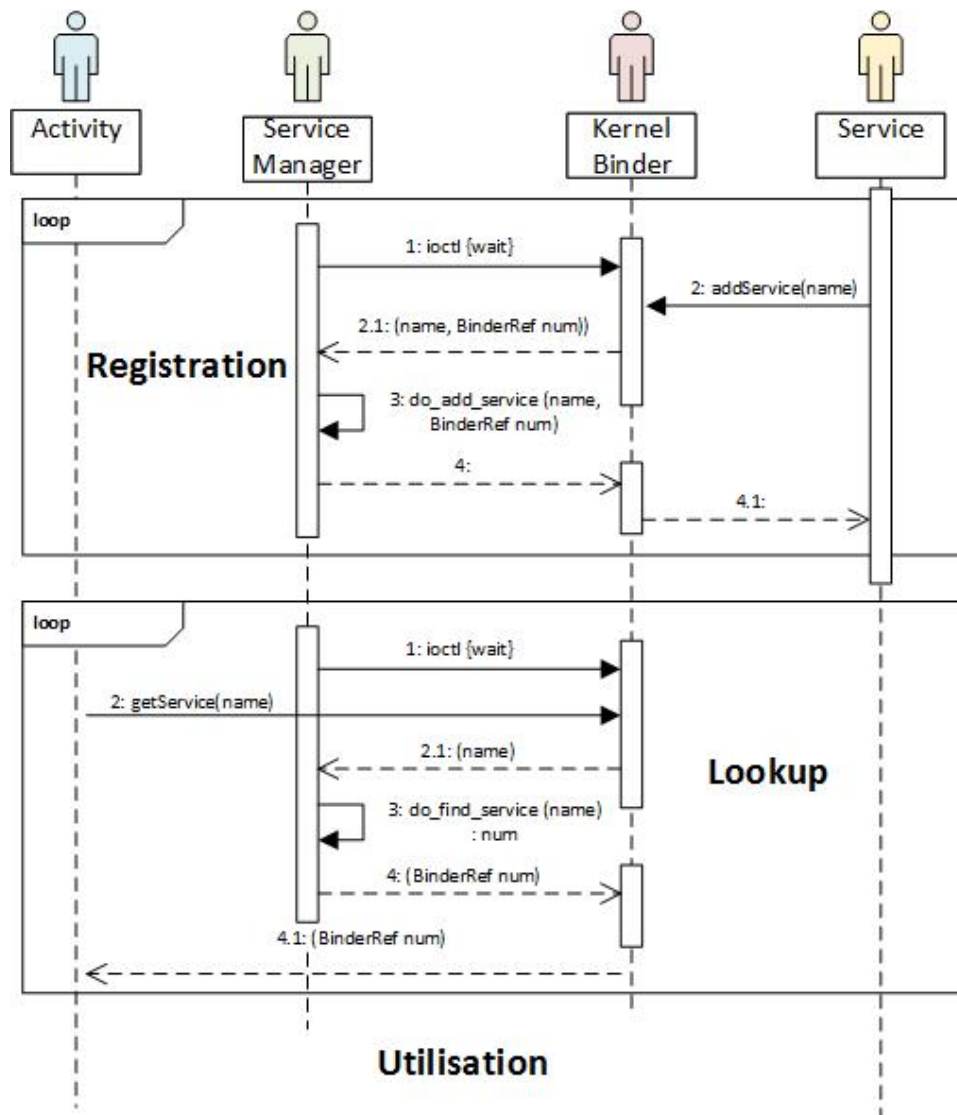 Activity
Service
Manager
Kernel
Binder
Service
loop
1: ioctl {wait}
2: addService(name)
2.1: (name, BinderRef num))
Registration
3: do_add_service (name,
BinderRef num)
4:
4.1:
loop
1: ioctl {wait}
2: getService(name)
2.1: (name)
Lookup
3: do_find_service (name)
: num
4: (BinderRef num)
4.1: (BinderRef num)
Utilisation